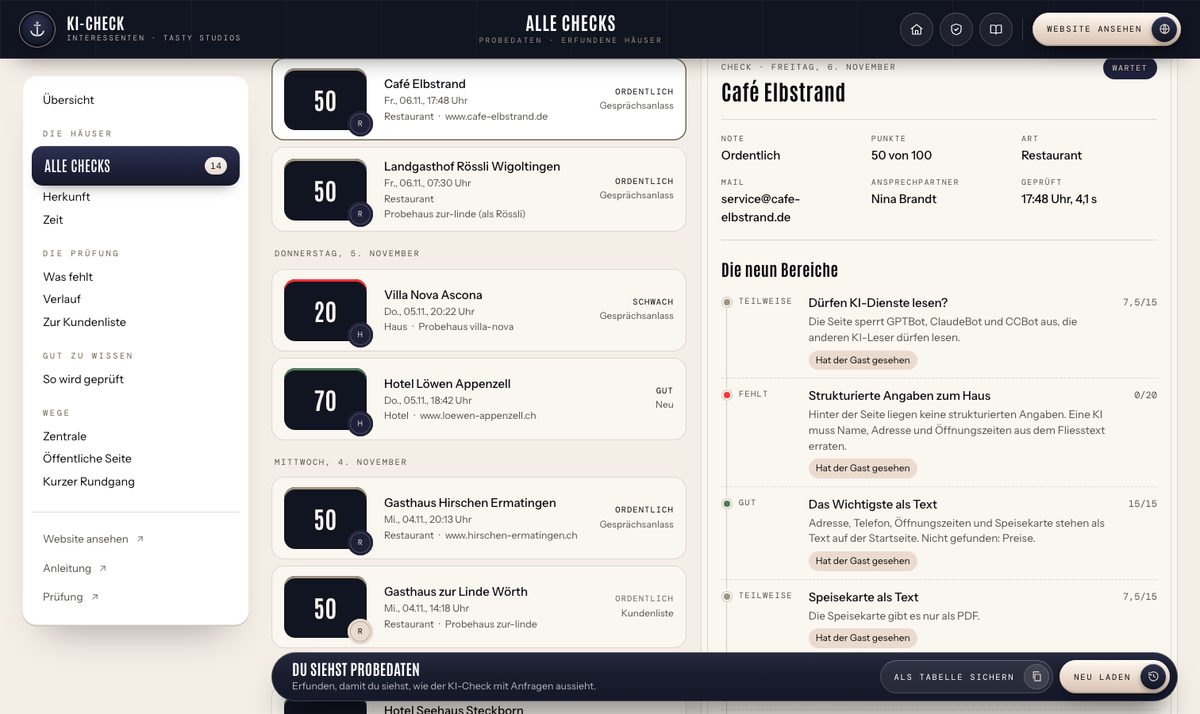 KI-CHECK
INTERESSENTEN · TASTY STUDIOS
ALLE CHECKS
PROBEDATEN · ERFUNDENE HÄUSER
WEBSITE ANSEHEN
Übersicht
DIE HÄUSER
ALLE CHECKS 14
Herkunft
Zeit
DIE PRÜFUNG
Was fehlt
Verlauf
Zur Kundenliste
GUT ZU WISSEN
So wird geprüft
WEGE
Zentrale
Öffentliche Seite
Kurzer Rundgang
Website ansehen ↗
Anleitung ↗
Prüfung ↗
50
R
Café Elbstrand
Fr., 06.11., 17:48 Uhr
Restaurant · www.cafe-elbstrand.de
ORDENTLICH
Gesprächsanlass
50
R
Landgasthof Rössli Wigoltingen
Fr., 06.11., 07:30 Uhr
Restaurant
Probehaus zur-linde (als Rössli)
ORDENTLICH
Gesprächsanlass
DONNERSTAG, 5. NOVEMBER
20
H
Villa Nova Ascona
Do., 05.11., 20:22 Uhr
Haus · Probehaus villa-nova
SCHWACH
Gesprächsanlass
70
H
Hotel Löwen Appenzell
Do., 05.11., 18:42 Uhr
Hotel · www.loewen-appenzell.ch
GUT
Neu
MITTWOCH, 4. NOVEMBER
50
R
Gasthaus Hirschen Ermatingen
Mi., 04.11., 20:13 Uhr
Restaurant · www.hirschen-ermatingen.ch
ORDENTLICH
Gesprächsanlass
50
R
Gasthaus zur Linde Wörth
Mi., 04.11., 14:18 Uhr
Restaurant · Probehaus zur-linde
ORDENTLICH
Kundenliste
Hotel Seehaus Steckborn
CHECK · FREITAG, 6. NOVEMBER
WARTET
Café Elbstrand
NOTE
Ordentlich
PUNKTE
50 von 100
ART
Restaurant
MAIL
service@cafe-
elbstrand.de
ANSPRECHPARTNER
Nina Brandt
GEPRÜFT
17:48 Uhr, 4,1 s
Die neun Bereiche
TEILWEISE
Dürfen KI-Dienste lesen?
7,5/15
Die Seite sperrt GPTBot, ClaudeBot und CCBot aus, die
anderen KI-Leser dürfen lesen.
Hat der Gast gesehen
FEHLT
Strukturierte Angaben zum Haus
0/20
Hinter der Seite liegen keine strukturierten Angaben. Eine KI
muss Name, Adresse und Öffnungszeiten aus dem Fliesstext
erraten.
Hat der Gast gesehen
GUT
Das Wichtigste als Text
15/15
Adresse, Telefon, Öffnungszeiten und Speisekarte stehen als
Text auf der Startseite. Nicht gefunden: Preise.
Hat der Gast gesehen
TEILWEISE
Speisekarte als Text
7,5/15
Die Speisekarte gibt es nur als PDF.
Hat der Gast gesehen
DU SIEHST PROBEDATEN
Erfunden, damit du siehst, wie der KI-Check mit Anfragen aussieht.
ALS TABELLE SICHERN
NEU LADEN